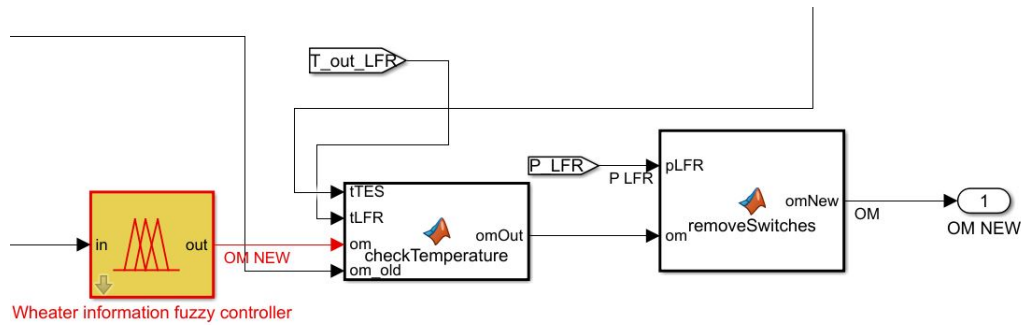 T_out_LFR
P_LFR
P LFR
pLFR
omNew
removeSwitches
om
OM
1
OM NEW
tTES
tLFR
om
om_old
omOut
checkTemperature
in
out
OM NEW
Wheater information fuzzy controller